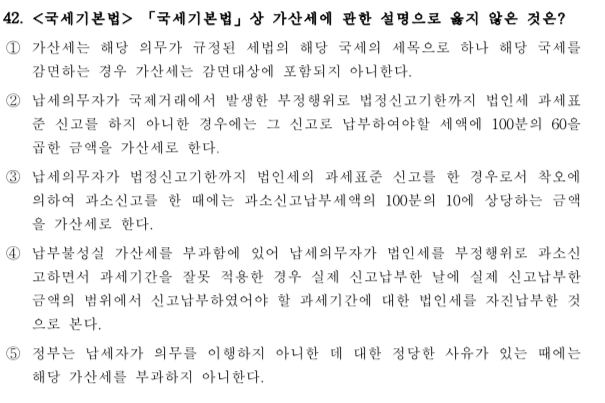 42. <국세기본법> 「국세기본법」상 가산세에 관한 설명으로 옳지 않은 것은?
① 가산세는 해당 의무가 규정된 세법의 해당 국세의 세목으로 하나 해당 국세를
감면하는 경우 가산세는 감면대상에 포함되지 아니한다.
② 납세의무자가 국제거래에서 발생한 부정행위로 법정신고기한까지 법인세 과세표
준 신고를 하지 아니한 경우에는 그 신고로 납부하여야할 세액에 100분의 60을
곱한 금액을 가산세로 한다.
③ 납세의무자가 법정신고기한까지 법인세의 과세표준 신고를 한 경우로서 착오에
의하여 과소신고를 한 때에는 과소신고납부세액의 100분의 10에 상당하는 금액
을 가산세로 한다.
④ 납부불성실 가산세를 부과함에 있어 납세의무자가 법인세를 부정행위로 과소신
고하면서 과세기간을 잘못 적용한 경우 실제 신고납부한 날에 실제 신고납부한
금액의 범위에서 신고납부하였어야 할 과세기간에 대한 법인세를 자진납부한 것
으로 본다.
⑤ 정부는 납세자가 의무를 이행하지 아니한 데 대한 정당한 사유가 있는 때에는
해당 가산세를 부과하지 아니한다.